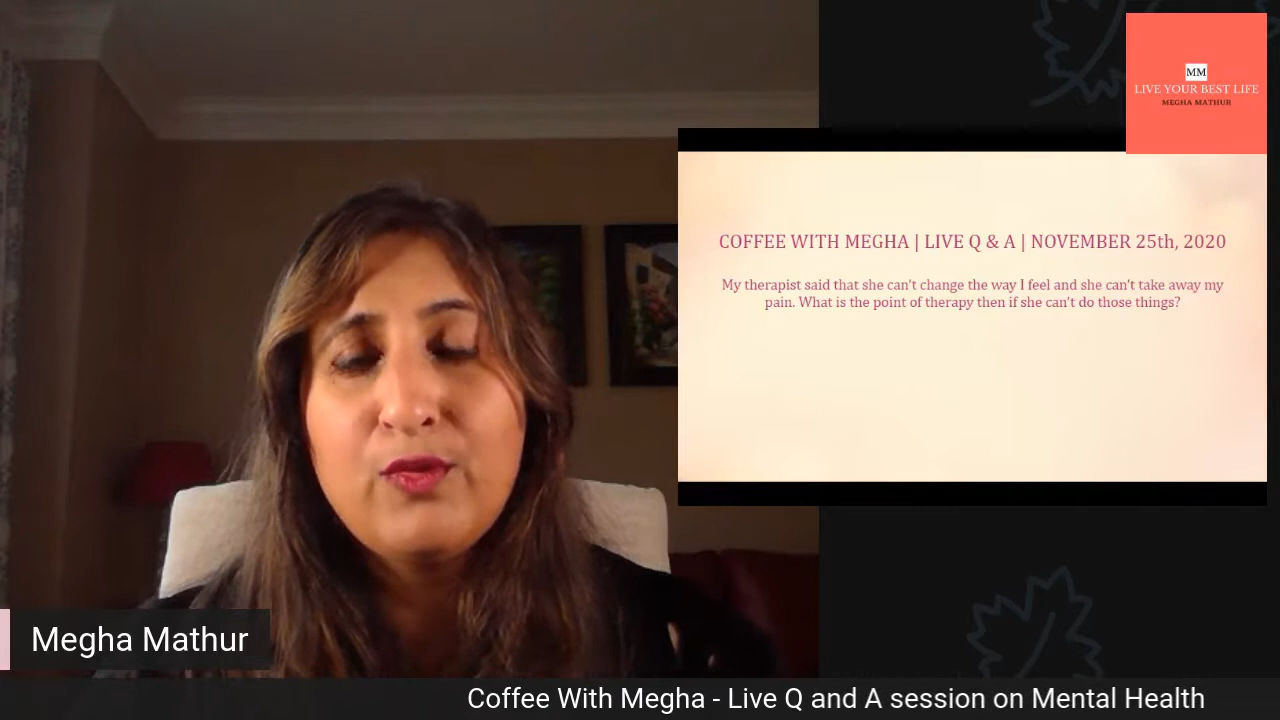 MM
LIVE YOUR BEST LIFE
MEGHA MATHUR
COFFEE WITH MEGHA | LIVE Q & A | NOVEMBER 25th, 2020
My therapist said that she can't change the way I feel and she can't take away my
pain. What is the point of therapy then if she can't do those things?
Megha Mathur
Coffee With Megha - Live Q and A session on Mental Health